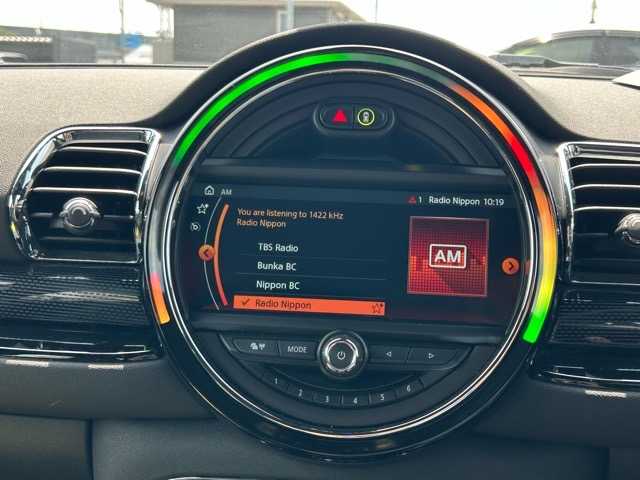 AM
1 Radio Nippon 10:19
You are listening to 1422 kHz
Radio Nippon
TBS Radio
Bunka BC
Nippon BC
Radio Nippon
AM
MODE
1 2 3 4 5 6